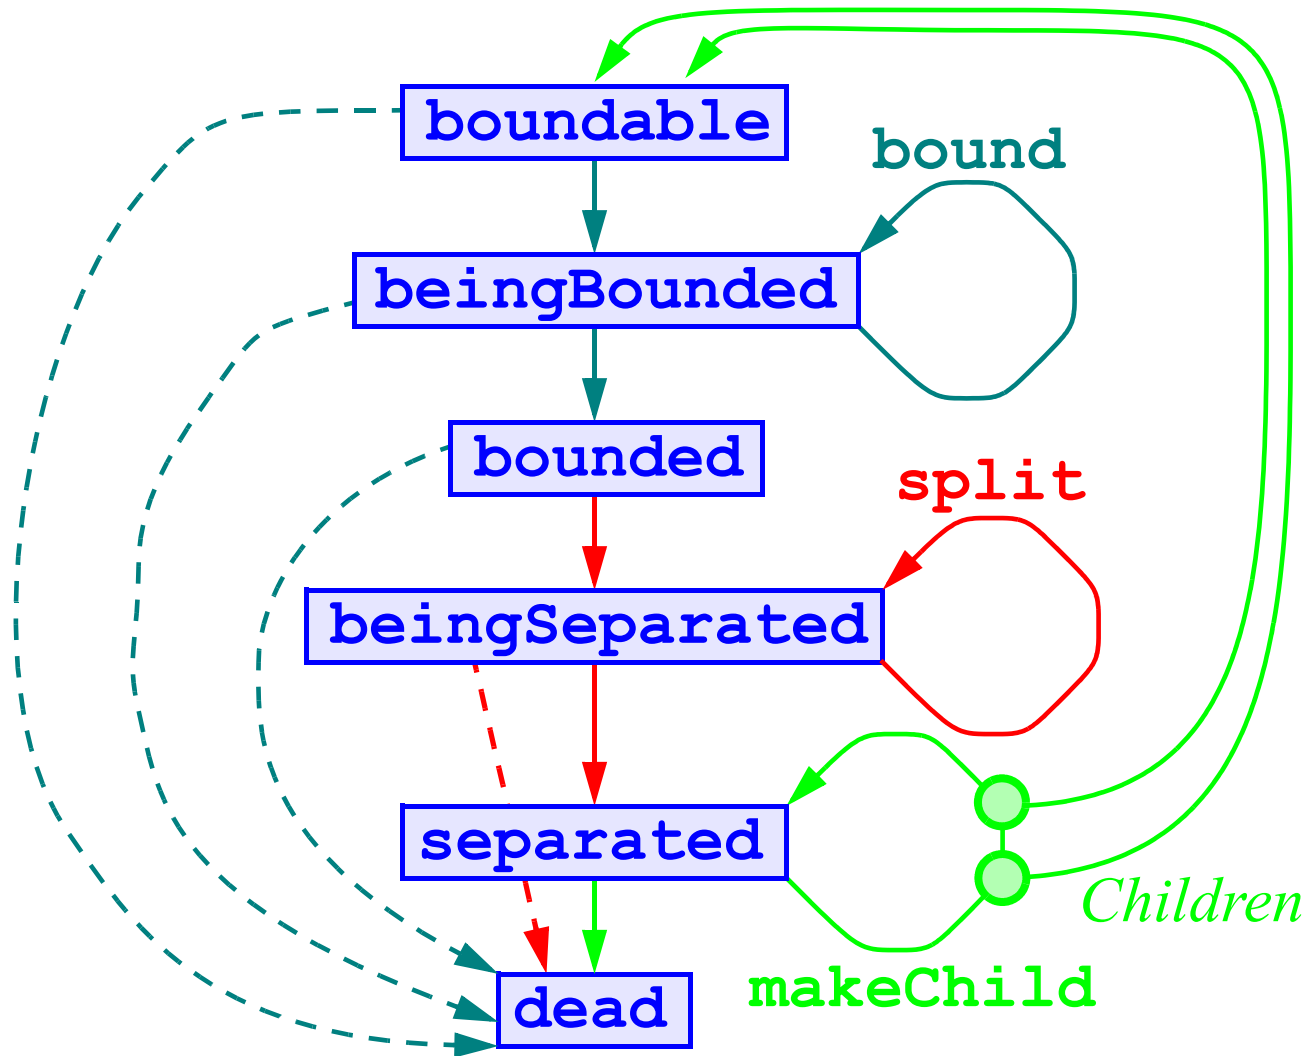 boundable
bound
beingBounded
bounded
split
beingSeparated
separated
Children
makeChild
dead